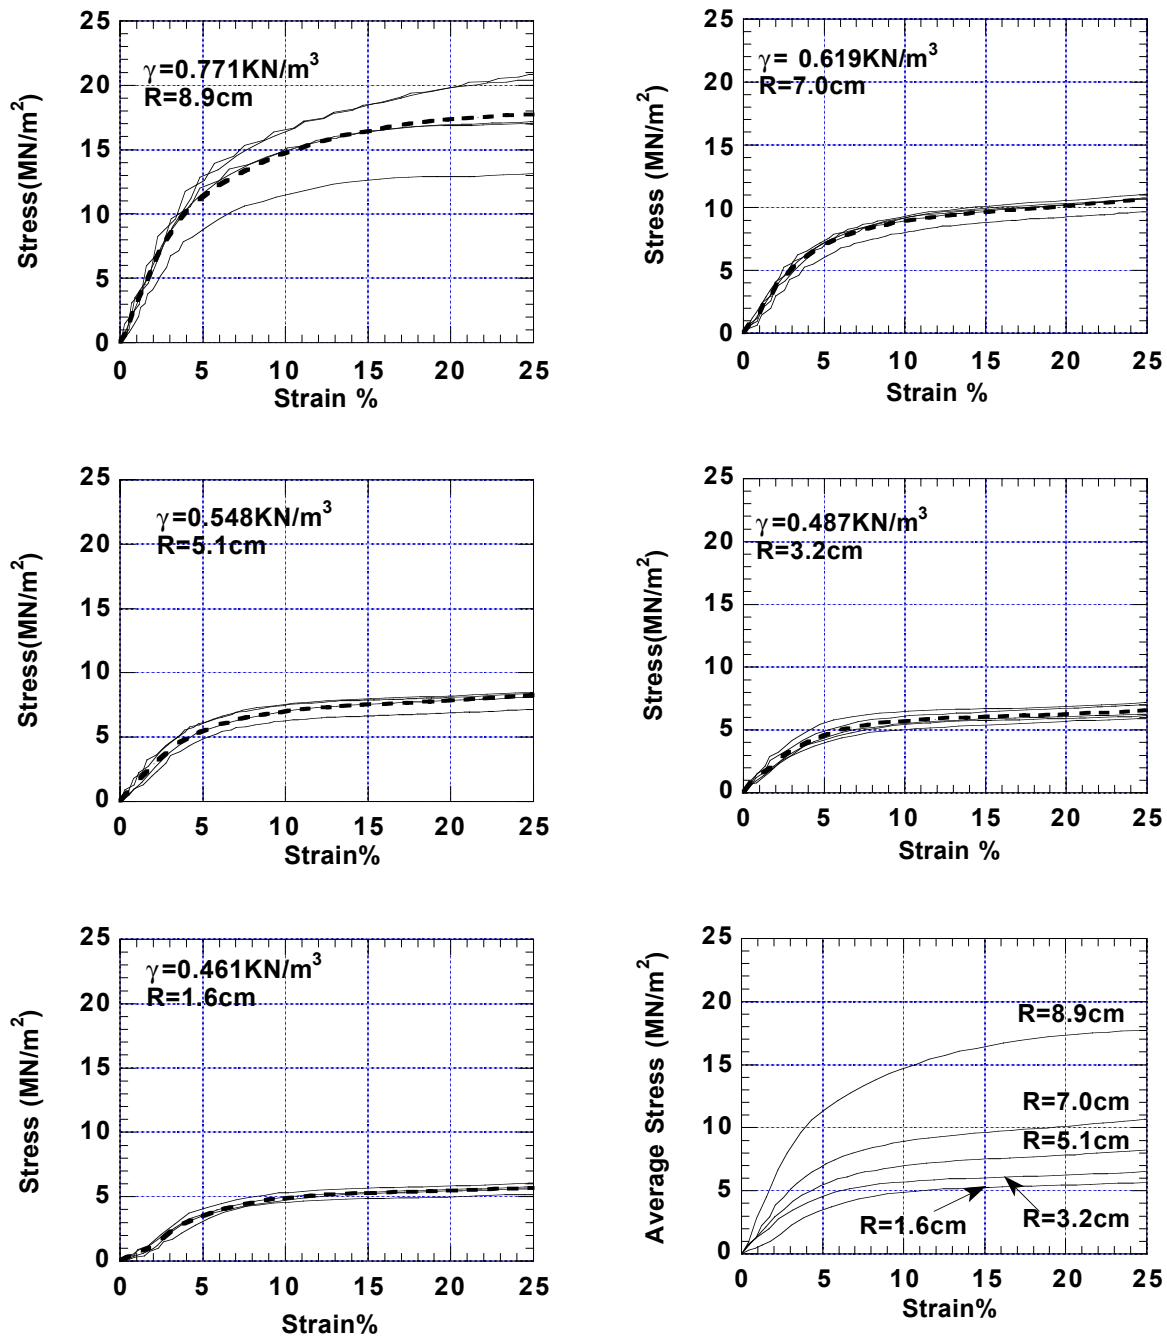 25
20
15
10
5
0
Stress(MN/m²)
γ=0.771KN/m³
R=8.9cm
0 5 10 15 20 25
Strain %
25
20
15
10
5
0
Stress (MN/m²)
γ= 0.619KN/m³
R=7.0cm
0 5 10 15 20 25
Strain %
25
20
15
10
5
0
Stress(MN/m²)
γ=0.548KN/m³
R=5.1cm
0 5 10 15 20 25
Strain%
25
20
15
10
5
0
Stress(MN/m²)
γ=0.487KN/m³
R=3.2cm
0 5 10 15 20 25
Strain %
25
20
15
10
5
0
Stress (MN/m²)
γ=0.461KN/m³
R=1.6cm
0 5 10 15 20 25
Strain%
25
20
15
10
5
0
Average Stress (MN/m²)
R=8.9cm
R=7.0cm
R=5.1cm
R=3.2cm
R=1.6cm
0 5 10 15 20 25
Strain%